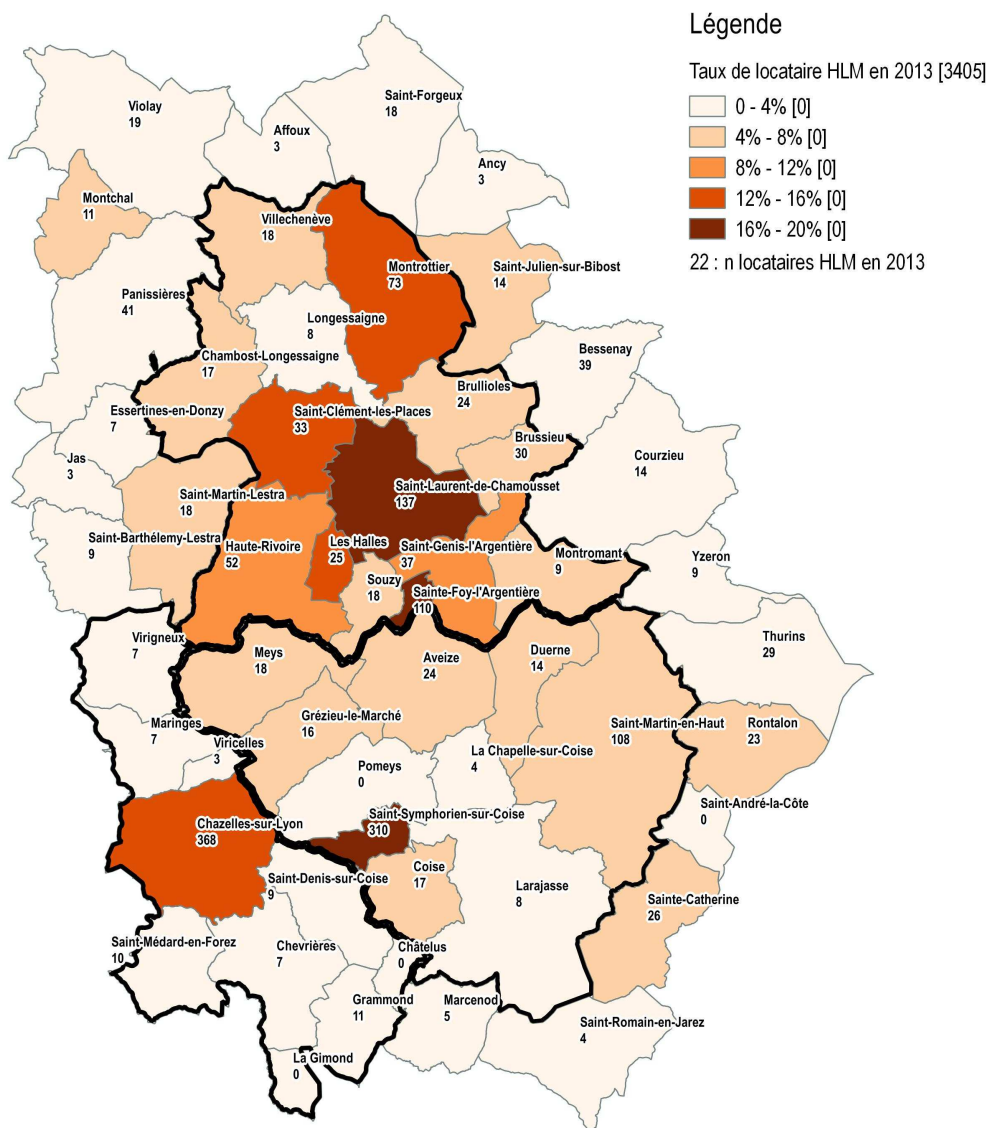 Légende
Taux de locataire HLM en 2013 [3405]
0 - 4% [0]
4% - 8% [0]
8% - 12% [0]
12% - 16% [0]
16% - 20% [0]
22 : n locataires HLM en 2013
Violay
19
Affoux
3
Saint-Forgeux
18
Ancy
3
Montchal
11
Villechenève
18
Montrottier
73
Saint-Julien-sur-Bibost
14
Panissières
41
Longessaigne
8
Chambost-Longessaigne
17
Bessenay
39
Brullioles
24
Essertines-en-Donzy
7
Saint-Clément-les-Places
33
Brussieu
30
Courzieu
14
Jas
3
Saint-Martin-Lestra
18
Saint-Laurent-de-Chamousset
137
Saint-Barthélemy-Lestra
9
Haute-Rivoire
52
Les Halles
25
Saint-Genis-l'Argentière
37
Montromant
9
Yzeron
9
Souzy
18
Sainte-Foy-l'Argentière
110
Virigneux
7
Meys
18
Aveize
24
Duerne
14
Thurins
29
Maringes
7
Viricelles
3
Grézieu-le-Marché
16
Saint-Martin-en-Haut
108
Rontalon
23
Pomeys
0
La Chapelle-sur-Coise
4
Saint-André-la-Côte
0
Chazelles-sur-Lyon
368
Saint-Symphorien-sur-Coise
310
Saint-Denis-sur-Coise
9
Coise
17
Larajasse
8
Sainte-Catherine
26
Saint-Médard-en-Forez
10
Chevrières
7
Châtelus
0
Grammond
11
Marcenod
5
Saint-Romain-en-Jarez
4
La Gimond
0